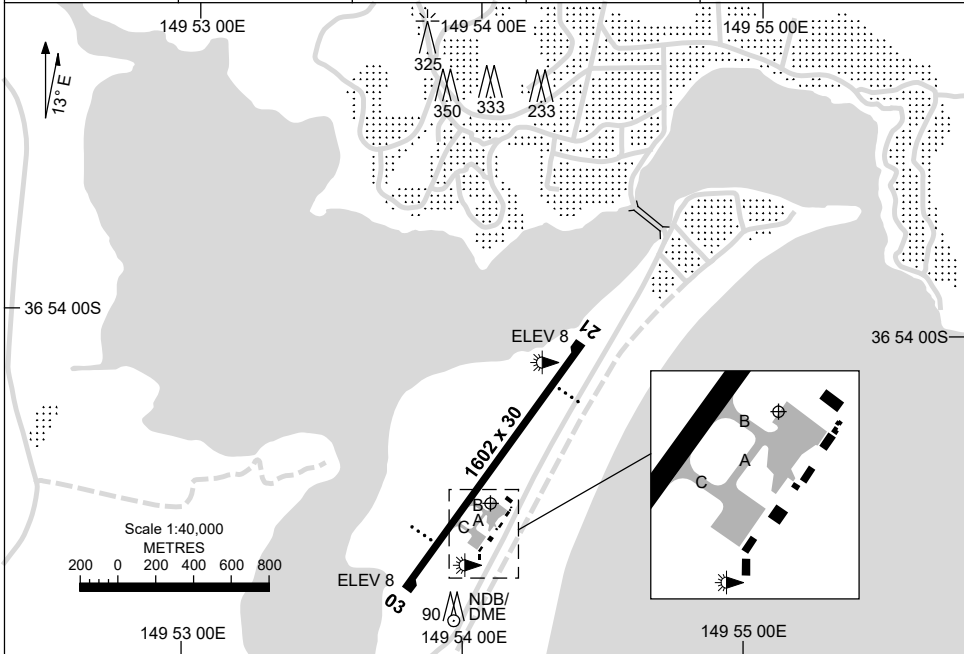 149 53 00E
149 54 00E
149 55 00E
13° E
325
350
333
233
36 54 00S
36 54 00S
ELEV 8
21
1602 x 30
B
A
C
B
A
C
Scale 1:40,000
METRES
200 0 200 400 600 800
ELEV 8
03
90
NDB/
DME
149 53 00E
149 54 00E
149 55 00E